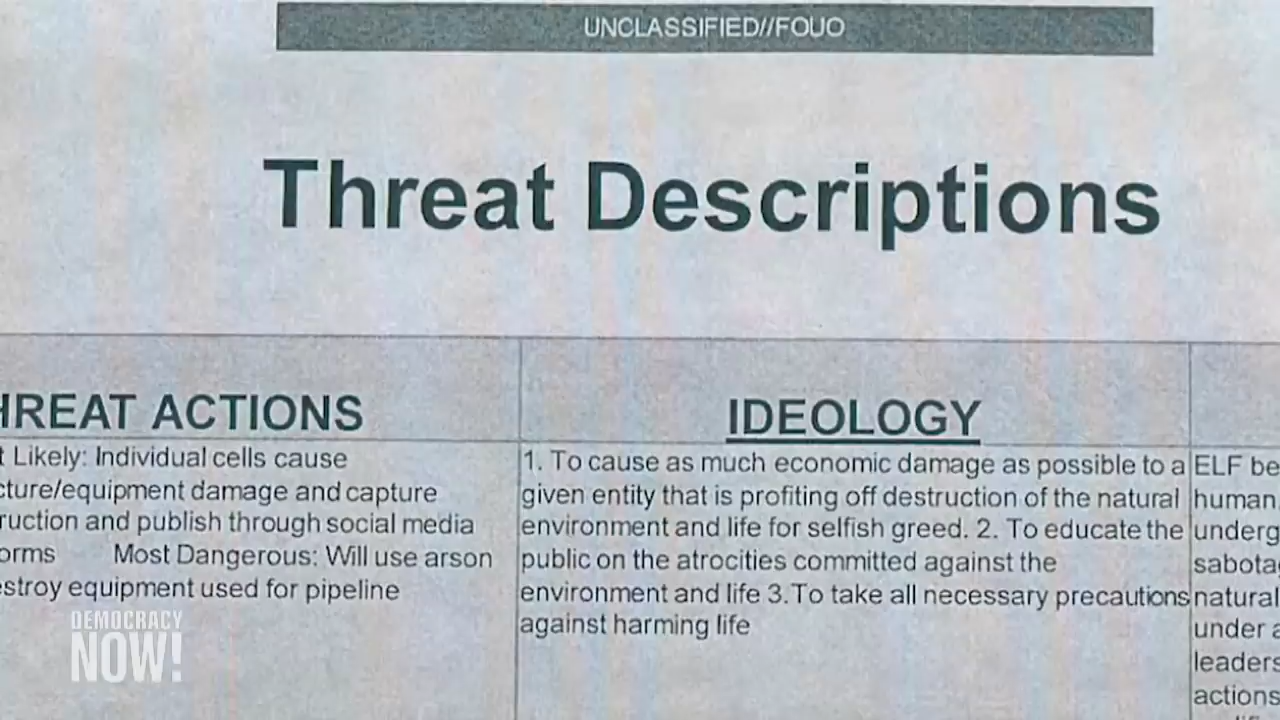 UNCLASSIFIED//FOUO
Threat Descriptions
HREAT ACTIONS
t Likely: Individual cells cause
cture/equipment damage and capture
ruction and publish through social media
orms Most Dangerous: Will use arson
estroy equipment used for pipeline
IDEOLOGY
1. To cause as much economic damage as possible to a
given entity that is profiting off destruction of the natural
environment and life for selfish greed. 2. To educate the
public on the atrocities committed against the
environment and life 3.To take all necessary precautions
against harming life
ELF be
human
underg
sabota
natural
under a
leaders
actions
DEMOCRACY
NOW!